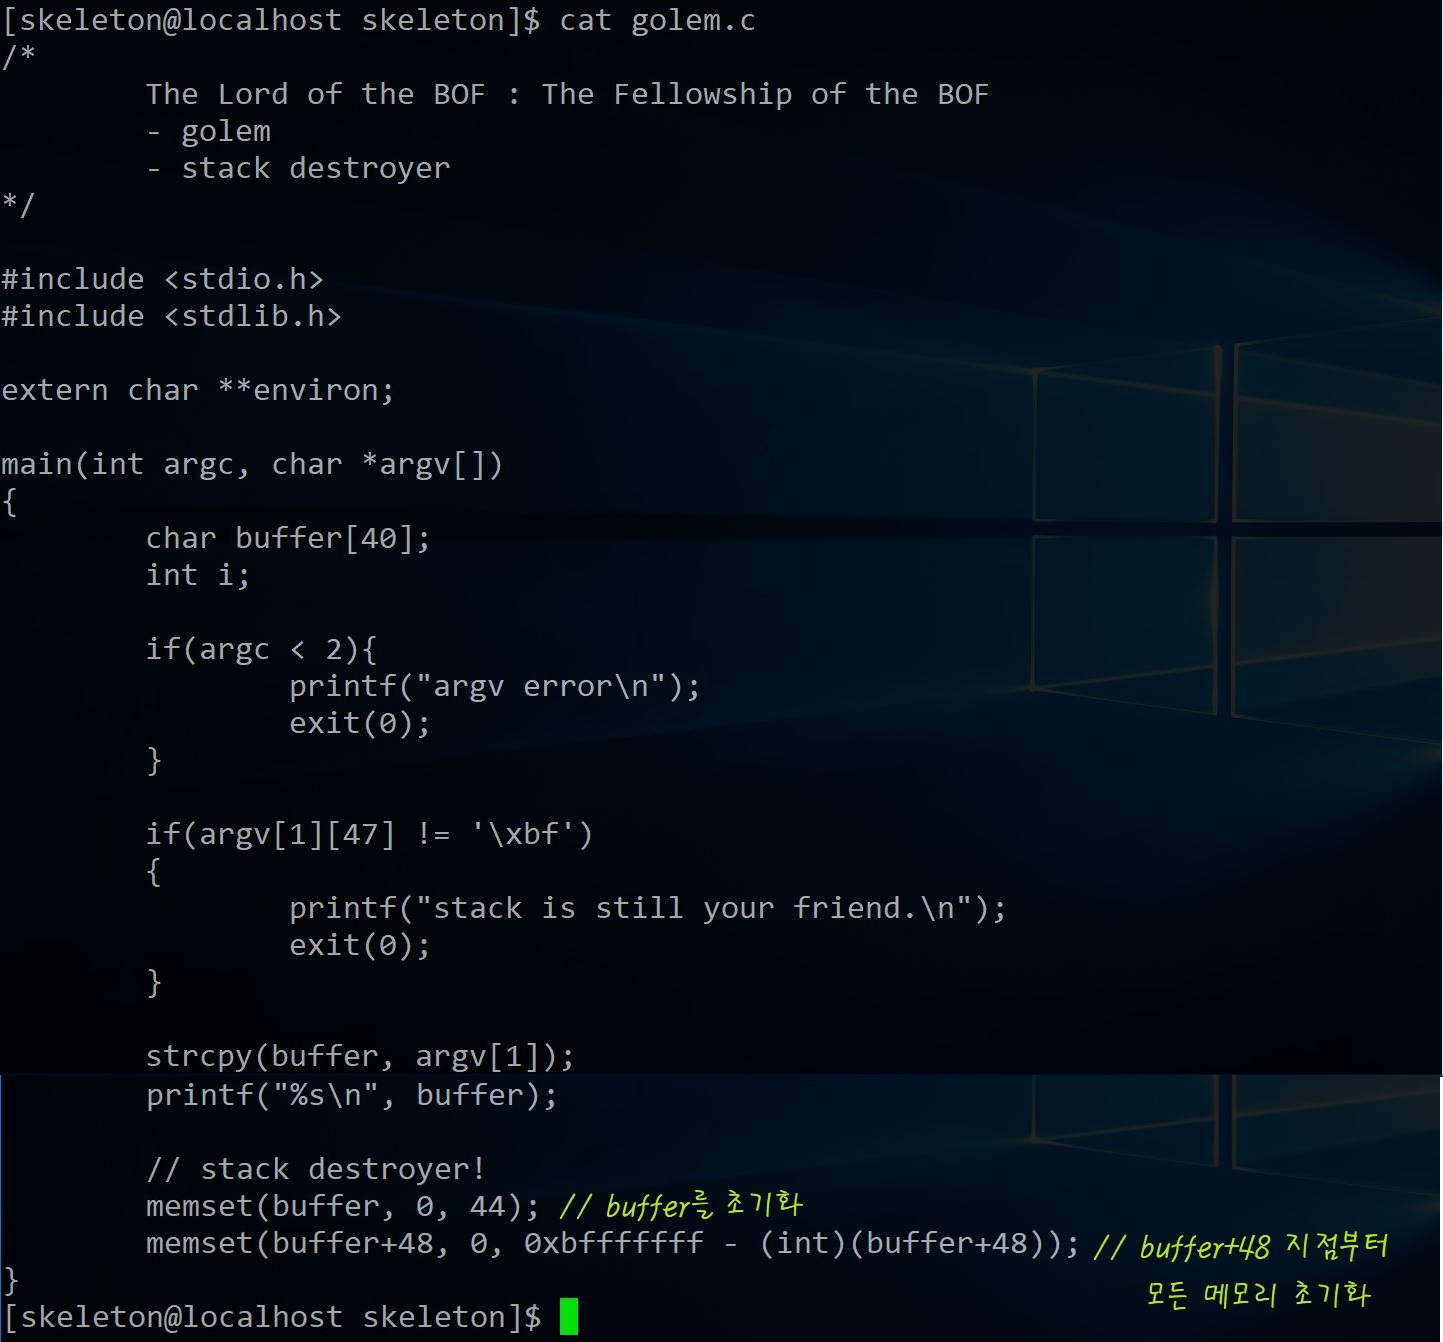 [skeleton@localhost skeleton]$ cat golem.c
/*
        The Lord of the BOF : The Fellowship of the BOF
        - golem
        - stack destroyer
*/

#include <stdio.h>
#include <stdlib.h>

extern char **environ;

main(int argc, char *argv[])
{
        char buffer[40];
        int i;

        if(argc < 2){
                printf("argv error\n");
                exit(0);
        }

        if(argv[1][47] != '\xbf')
        {
                printf("stack is still your friend.\n");
                exit(0);
        }

        strcpy(buffer, argv[1]);
        printf("%s\n", buffer);

        // stack destroyer!
        memset(buffer, 0, 44); // buffer를 초기화
        memset(buffer+48, 0, 0xbfffffff - (int)(buffer+48)); // buffer+48 지점부터
모든 메모리 초기화
}
[skeleton@localhost skeleton]$